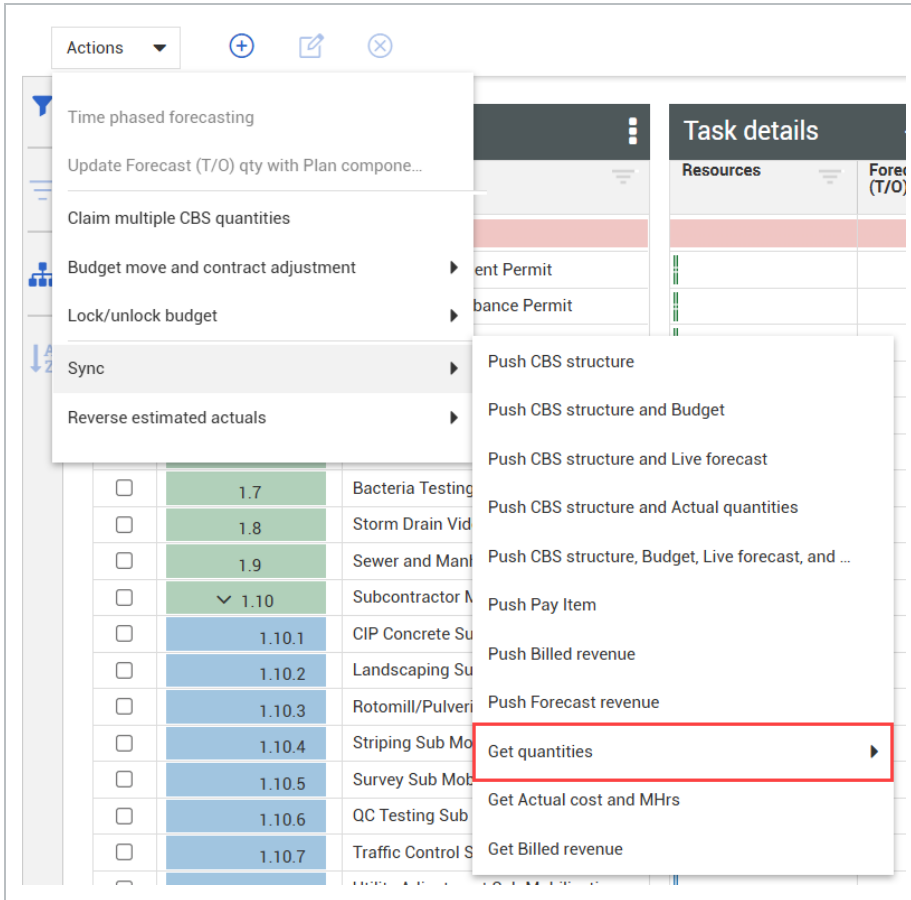 Actions
Time phased forecasting
Update Forecast (T/O) qty with Plan compone...
Claim multiple CBS quantities
Budget move and contract adjustment
Lock/unlock budget
Sync
Reverse estimated actuals
Task details
Resources
(T/O)
ent Permit
bance Permit
Push CBS structure
Push CBS structure and Budget
Push CBS structure and Live forecast
Push CBS structure and Actual quantities
Push CBS structure, Budget, Live forecast, and ...
Push Pay Item
Push Billed revenue
Push Forecast revenue
Get quantities
Get Actual cost and MHrs
Get Billed revenue
1.7 Bacteria Testing
1.8 Storm Drain Vid
1.9 Sewer and Manh
1.10 Subcontractor M
1.10.1 CIP Concrete Su
1.10.2 Landscaping Su
1.10.3 Rotomill/Pulveri
1.10.4 Striping Sub Mo
1.10.5 Survey Sub Mob
1.10.6 QC Testing Sub
1.10.7 Traffic Control S